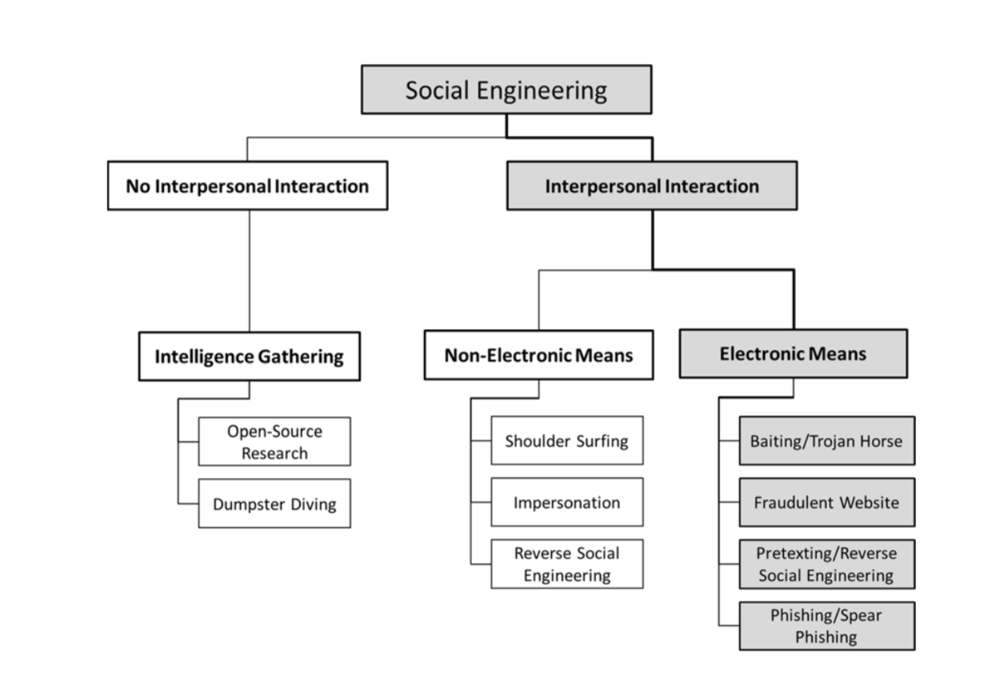 Social Engineering
No Interpersonal Interaction
Interpersonal Interaction
Intelligence Gathering
Non-Electronic Means
Electronic Means
Open-Source
Research
Dumpster Diving
Shoulder Surfing
Impersonation
Reverse Social
Engineering
Baiting/Trojan Horse
Fraudulent Website
Pretexting/Reverse
Social Engineering
Phishing/Spear
Phishing